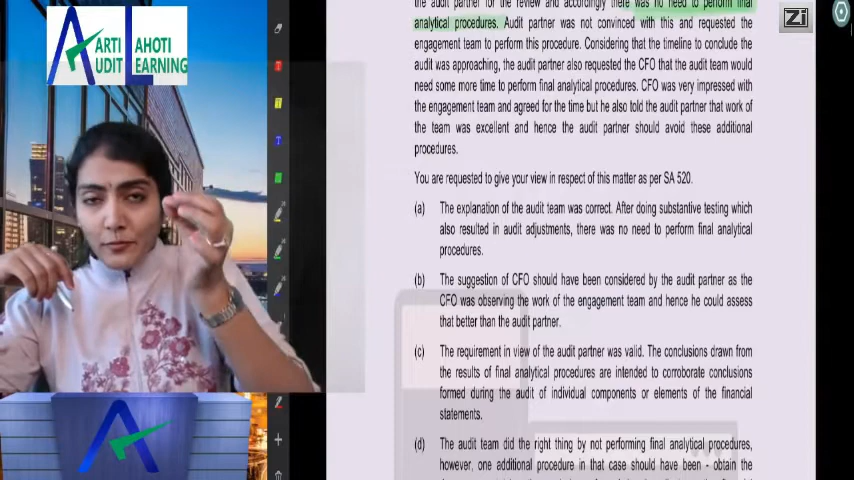 ARTI LAHOTI
AUDIT LEARNING
Zi
the audit partner for the review and accordingly there was no need to perform final
analytical procedures. Audit partner was not convinced with this and requested the
engagement team to perform this procedure. Considering that the timeline to conclude the
audit was approaching, the audit partner also requested the CFO that the audit team would
need some more time to perform final analytical procedures. CFO was very impressed with
the engagement team and agreed for the time but he also told the audit partner that work of
the team was excellent and hence the audit partner should avoid these additional
procedures.
You are requested to give your view in respect of this matter as per SA 520.
(a) The explanation of the audit team was correct. After doing substantive testing which
also resulted in audit adjustments, there was no need to perform final analytical
procedures.
(b) The suggestion of CFO should have been considered by the audit partner as the
CFO was observing the work of the engagement team and hence he could assess
that better than the audit partner.
(c) The requirement in view of the audit partner was valid. The conclusions drawn from
the results of final analytical procedures are intended to corroborate conclusions
formed during the audit of individual components or elements of the financial
statements.
(d) The audit team did the right thing by not performing final analytical procedures,
however, one additional procedure in that case should have been - obtain the